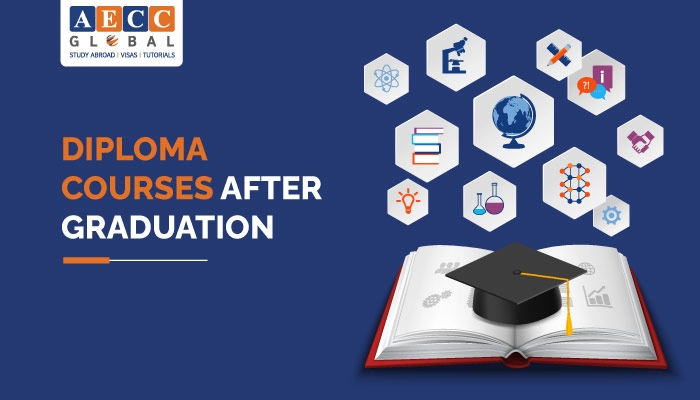 AECC
GLOBAL
STUDY ABROAD | VISAS | TUTORIALS
DIPLOMA
COURSES AFTER
GRADUATION
?!
i